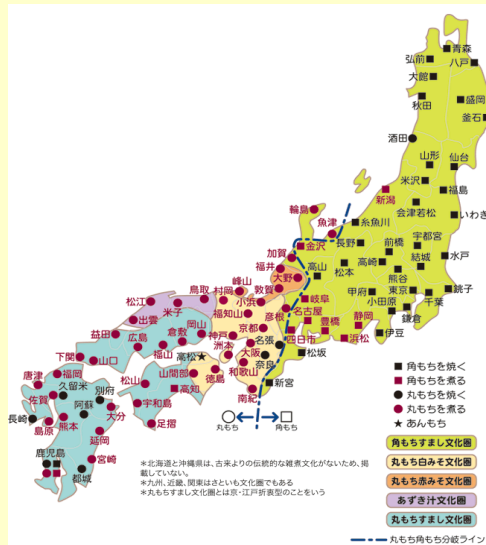 青森
弘前
八戸
大館
盛岡
秋田
釜石
酒田
山形
仙台
米沢
新潟
福島
会津若松
いわき
輪島
魚津
糸魚川
加賀
金沢
長野
前橋
宇都宮
福井
高山
松本
高崎
結城
水戸
大野
熊谷
峰山
敦賀
岐阜
甲府
東京
千葉
銚子
鳥取
村岡
小浜
小田原
鎌倉
松江
米子
福知山
彦根
名古屋
静岡
出雲
岡山
京都
豊橋
伊豆
益田
広島
倉敷
神戸
名張
四日市
浜松
下関
福山
高松★
洲本
大阪
松坂
山口
奈良
福岡
山間部
徳島
和歌山
唐津
松山
新宮
久留米
別府
高知
南紀
佐賀
阿蘇
宇和島
長崎
大分
島原
熊本
足摺
延岡
鹿児島
宮崎
都城
丸もち
角もち
■ 角もちを焼く
■ 角もちを煮る
● 丸もちを焼く
● 丸もちを煮る
★ あんもち
角もちすまし文化圏
丸もち白みそ文化圏
丸もち赤みそ文化圏
あずき汁文化圏
丸もちすまし文化圏
丸もち角もち分岐ライン
*北海道と沖縄県は、古来よりの伝統的な雑煮文化がないため、掲
載していない。
*九州、近畿、関東はさといも文化圏でもある
*丸もちすまし文化圏とは京・江戸折衷型のことをいう